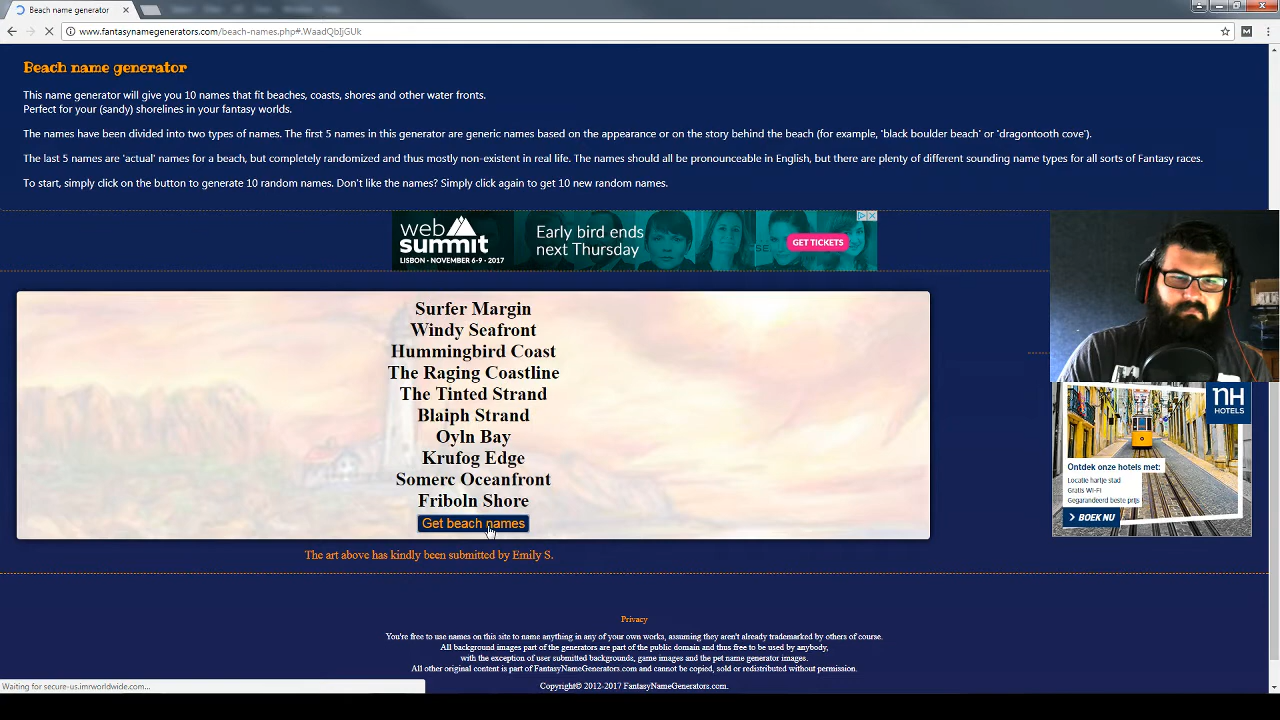 Beach name generator
www.fantasynamegenerators.com/beach-names.php#.WaadQbIjGUk
Beach name generator
This name generator will give you 10 names that fit beaches, coasts, shores and other water fronts.
Perfect for your (sandy) shorelines in your fantasy worlds.
The names have been divided into two types of names. The first 5 names in this generator are generic names based on the appearance or on the story behind the beach (for example, 'black boulder beach' or 'dragontooth cove').
The last 5 names are 'actual' names for a beach, but completely randomized and thus mostly non-existent in real life. The names should all be pronounceable in English, but there are plenty of different sounding name types for all sorts of Fantasy races.
To start, simply click on the button to generate 10 random names. Don't like the names? Simply click again to get 10 new random names.
web summit
LISBON • NOVEMBER 6-9 • 2017
Early bird ends
next Thursday
GET TICKETS
Surfer Margin
Windy Seafront
Hummingbird Coast
The Raging Coastline
The Tinted Strand
Blaiph Strand
Oyln Bay
Krufog Edge
Somerc Oceanfront
Friboln Shore
Get beach names
The art above has kindly been submitted by Emily S.
nh
HOTELS
Ontdek onze hotels met:
Locatie hartje stad
Gratis WI-FI
Gegarandeerd beste prijs
BOEK NU
Privacy
You're free to use names on this site to name anything in any of your own works, assuming they aren't already trademarked by others of course.
All background images part of the generators are part of the public domain and thus free to be used by anybody,
with the exception of user submitted backgrounds, game images and the pet name generator images.
All other original content is part of FantasyNameGenerators.com and cannot be copied, sold or redistributed without permission.
Copyright© 2012-2017 FantasyNameGenerators.com.
Waiting for secure-us.imrworldwide.com...